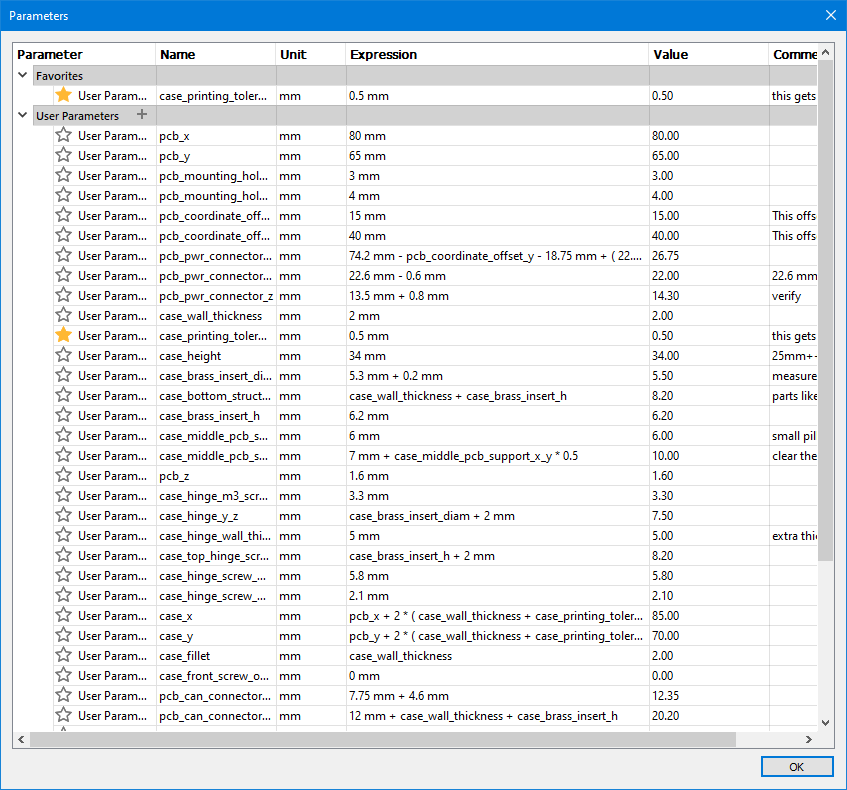 Parameters
Parameter Name Unit Expression Value Comme
Favorites
User Param... case_printing_toler... mm 0.5 mm 0.50 this gets
User Parameters +
User Param... pcb_x mm 80 mm 80.00
User Param... pcb_y mm 65 mm 65.00
User Param... pcb_mounting_hol... mm 3 mm 3.00
User Param... pcb_mounting_hol... mm 4 mm 4.00
User Param... pcb_coordinate_off... mm 15 mm 15.00 This offs
User Param... pcb_coordinate_off... mm 40 mm 40.00 This offs
User Param... pcb_pwr_connector... mm 74.2 mm - pcb_coordinate_offset_y - 18.75 mm + ( 22.... 26.75
User Param... pcb_pwr_connector... mm 22.6 mm - 0.6 mm 22.00 22.6 mm
User Param... pcb_pwr_connector_z mm 13.5 mm + 0.8 mm 14.30 verify
User Param... case_wall_thickness mm 2 mm 2.00
User Param... case_printing_toler... mm 0.5 mm 0.50 this gets
User Param... case_height mm 34 mm 34.00 25mm+-
User Param... case_brass_insert_di... mm 5.3 mm + 0.2 mm 5.50 measure
User Param... case_bottom_struct... mm case_wall_thickness + case_brass_insert_h 8.20 parts like
User Param... case_brass_insert_h mm 6.2 mm 6.20
User Param... case_middle_pcb_s... mm 6 mm 6.00 small pil
User Param... case_middle_pcb_s... mm 7 mm + case_middle_pcb_support_x_y * 0.5 10.00 clear the
User Param... pcb_z mm 1.6 mm 1.60
User Param... case_hinge_m3_scr... mm 3.3 mm 3.30
User Param... case_hinge_y_z mm case_brass_insert_diam + 2 mm 7.50
User Param... case_hinge_wall_thi... mm 5 mm 5.00 extra thi
User Param... case_top_hinge_scr... mm case_brass_insert_h + 2 mm 8.20
User Param... case_hinge_screw_... mm 5.8 mm 5.80
User Param... case_hinge_screw_... mm 2.1 mm 2.10
User Param... case_x mm pcb_x + 2 * ( case_wall_thickness + case_printing_toler... 85.00
User Param... case_y mm pcb_y + 2 * ( case_wall_thickness + case_printing_toler... 70.00
User Param... case_fillet mm case_wall_thickness 2.00
User Param... case_front_screw_o... mm 0 mm 0.00
User Param... pcb_can_connector... mm 7.75 mm + 4.6 mm 12.35
User Param... pcb_can_connector... mm 12 mm + case_wall_thickness + case_brass_insert_h 20.20
OK